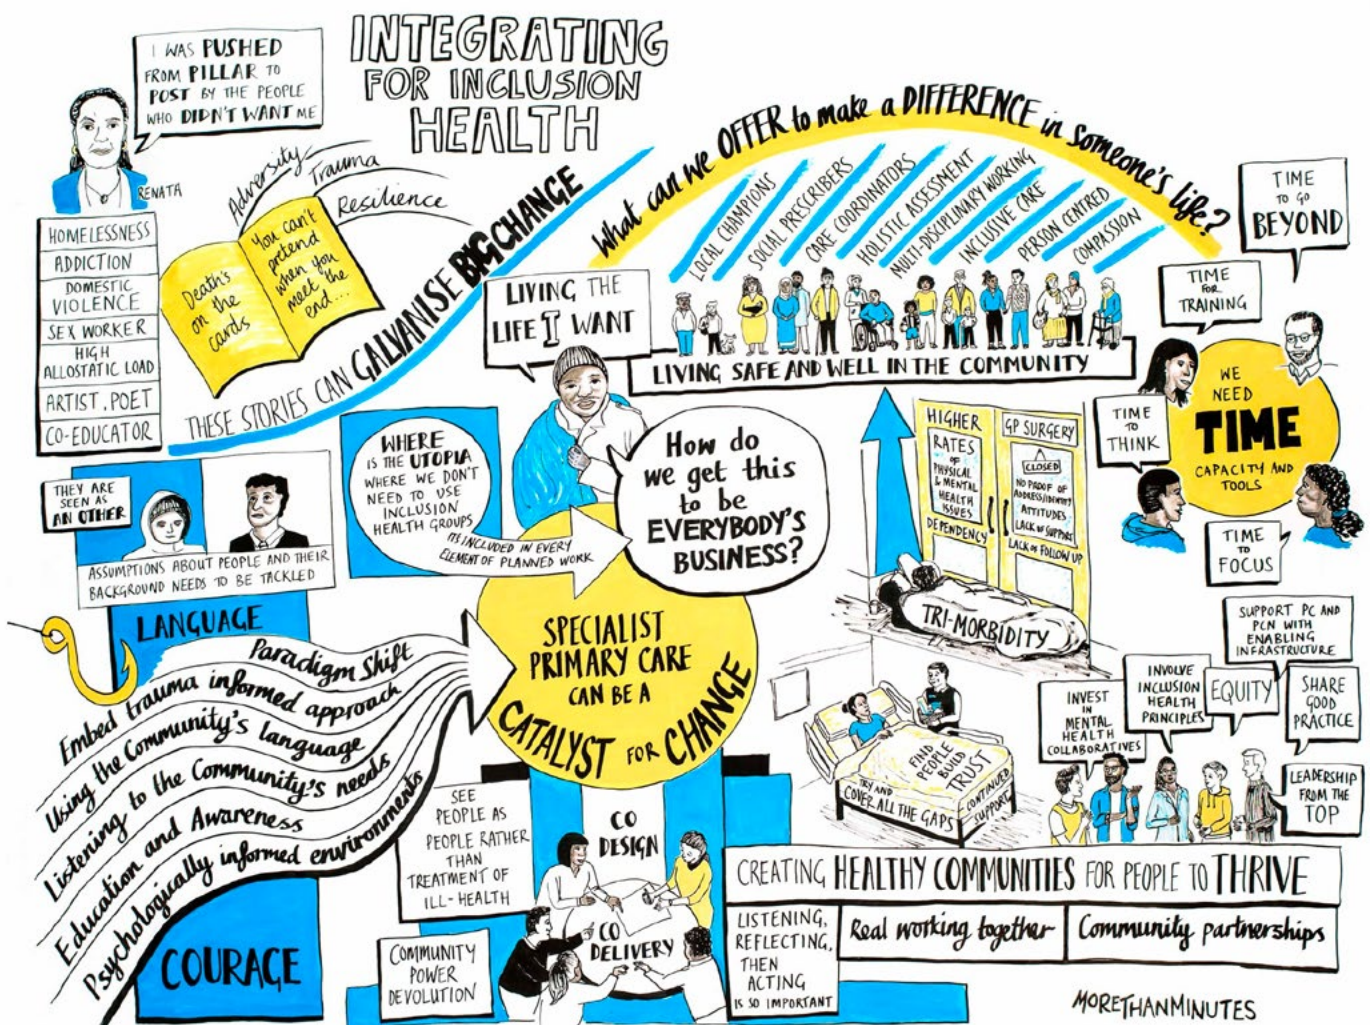 INTEGRATING
FOR INCLUSION
HEALTH
I WAS PUSHED
FROM PILLAR TO
POST BY THE PEOPLE
WHO DIDN'T WANT ME
RENATA
HOMELESSNESS
ADDICTION
DOMESTIC
VIOLENCE
SEX WORKER
HIGH
ALLOSTATIC LOAD
ARTIST, POET
CO-EDUCATOR
Adversity
Trauma
Resilience
Death's
on the
cards
You can't
pretend
when you
meet the
end...
THESE STORIES CAN GALVANISE BIG CHANGE
What can we OFFER to make a DIFFERENCE in someone's life?
LOCAL CHAMPIONS
SOCIAL PRESCRIBERS
CARE COORDINATORS
HOLISTIC ASSESSMENT
MULTI-DISCIPLINARY WORKING
INCLUSIVE CARE
PERSON CENTRED
COMPASSION
LIVING SAFE AND WELL IN THE COMMUNITY
LIVING THE
LIFE I WANT
How do
we get this
to be
EVERYBODY'S
BUSINESS?
TIME
TO GO
BEYOND
TIME
FOR
TRAINING
WE
NEED
TIME
CAPACITY AND
TOOLS
TIME
TO
THINK
TIME
TO
FOCUS
THEY ARE
SEEN AS
AN OTHER
ASSUMPTIONS ABOUT PEOPLE AND THEIR
BACKGROUND NEEDS TO BE TACKLED
WHERE
IS THE UTOPIA
WHERE WE DON'T
NEED TO USE
INCLUSION
HEALTH GROUPS
ITS INCLUDED IN EVERY
ELEMENT OF PLANNED WORK
HIGHER
RATES
OF
PHYSICAL
& MENTAL
HEALTH
ISSUES
DEPENDENCY
GP SURGERY
CLOSED
NO PROOF OF
ADDRESS/IDENTITY
ATTITUDES
LACK OF SUPPORT
LACK OF FOLLOW UP
TRI-MORBIDITY
LANGUAGE
Paradigm Shift
Embed trauma informed approach
Using the Community's language
Listening to the Community's needs
Education and Awareness
Psychologically informed environments
COURAGE
SPECIALIST
PRIMARY CARE
CAN BE A
CATALYST FOR CHANGE
FIND
PEOPLE
BUILD
TRUST
TRY AND
COVER ALL THE GAPS
CONTINUED
SUPPORT
SUPPORT PC AND
PCN WITH
ENABLING
INFRASTRUCTURE
INVEST
IN
MENTAL
HEALTH
COLLABORATIVES
INVOLVE
INCLUSION
HEALTH
PRINCIPLES
EQUITY
SHARE
GOOD
PRACTICE
LEADERSHIP
FROM THE
TOP
SEE
PEOPLE AS
PEOPLE RATHER
THAN
TREATMENT OF
ILL-HEALTH
COMMUNITY
POWER
DEVOLUTION
CO
DESIGN
CO
DELIVERY
CREATING HEALTHY COMMUNITIES FOR PEOPLE TO THRIVE
LISTENING,
REFLECTING,
THEN
ACTING
IS SO IMPORTANT
Real working together
Community partnerships
MORETHANMINUTES